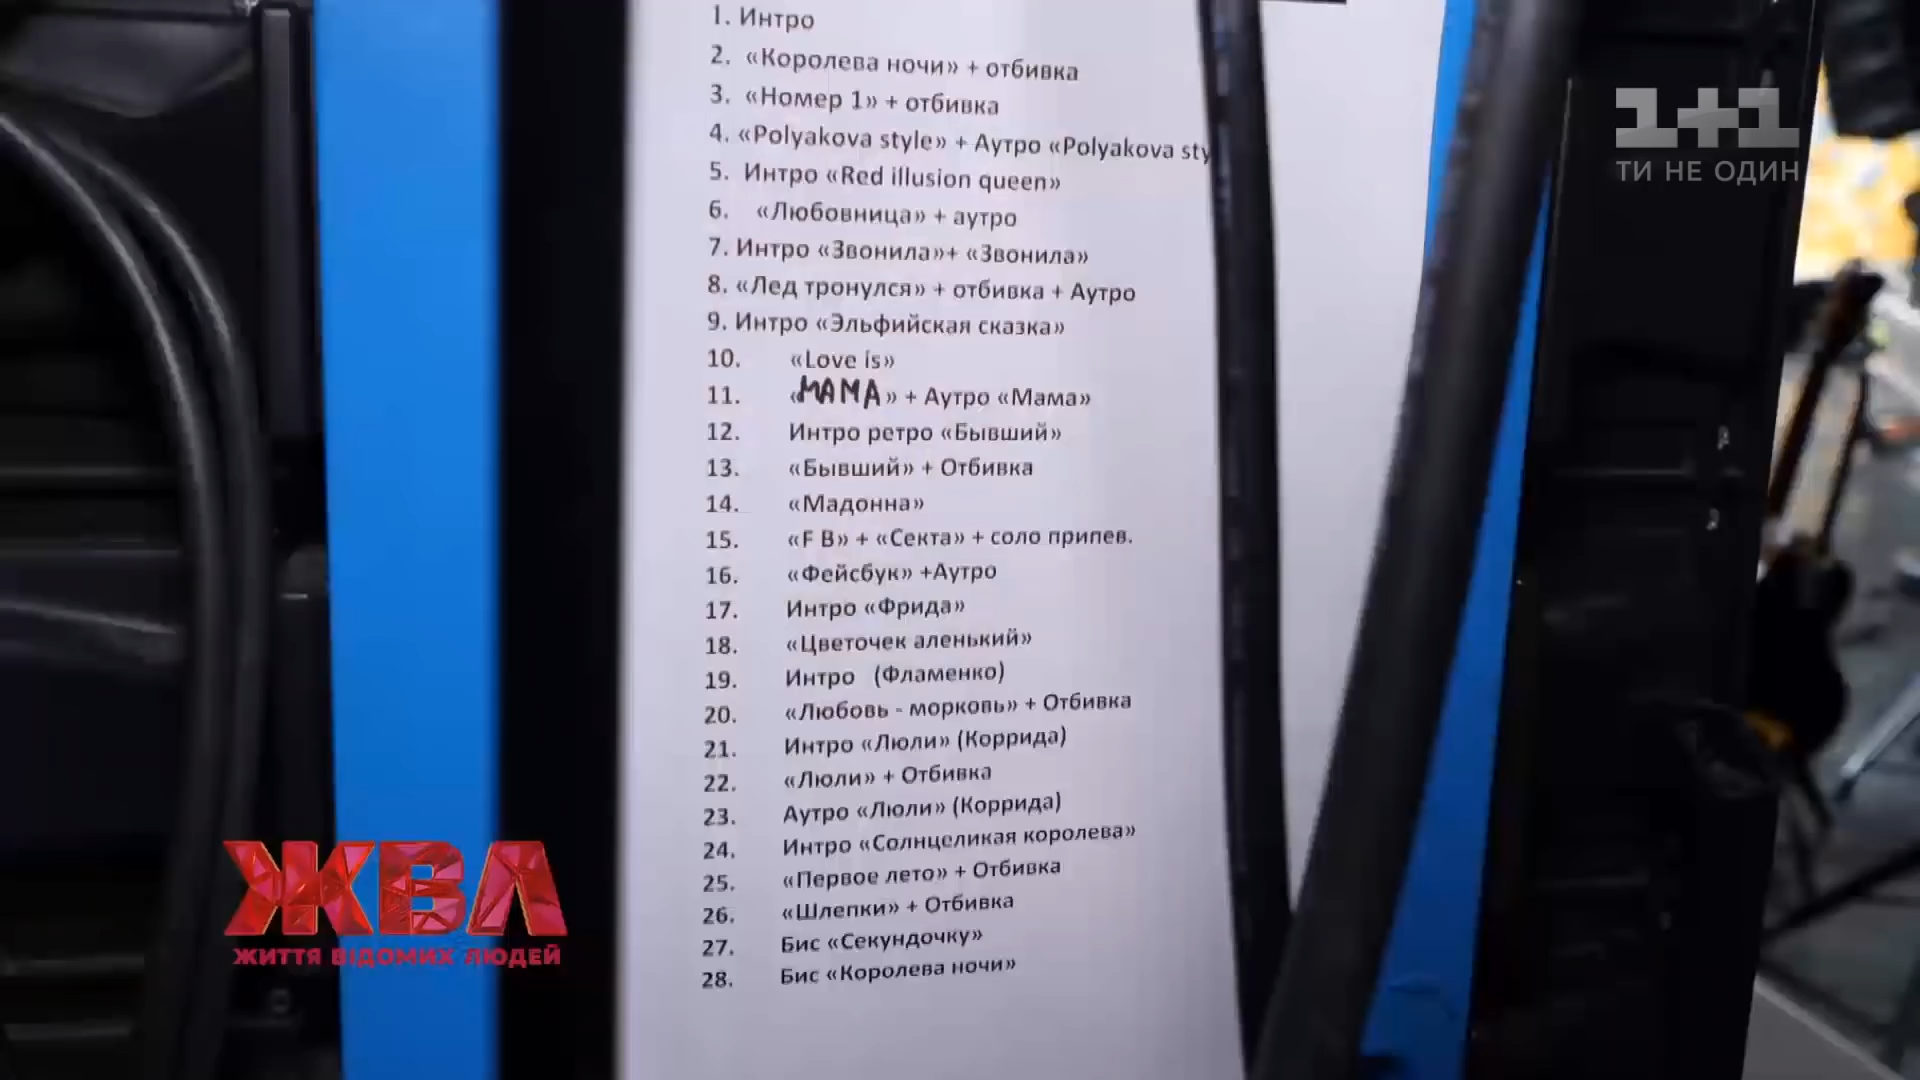 1. Интро
2. «Королева ночи» + отбивка
3. «Номер 1» + отбивка
4. «Polyakova style» + Аутро «Polyakova sty
5. Интро «Red illusion queen»
6. «Любовница» + аутро
7. Интро «Звонила»+ «Звонила»
8. «Лед тронулся» + отбивка + Аутро
9. Интро «Эльфийская сказка»
10. «Love is»
11. «МАМА» + Аутро «Мама»
12. Интро ретро «Бывший»
13. «Бывший» + Отбивка
14. «Мадонна»
15. «F B» + «Секта» + соло припев.
16. «Фейсбук» +Аутро
17. Интро «Фрида»
18. «Цветочек аленький»
19. Интро (Фламенко)
20. «Любовь - морковь» + Отбивка
21. Интро «Люли» (Коррида)
22. «Люли» + Отбивка
23. Аутро «Люли» (Коррида)
24. Интро «Солнцеликая королева»
25. «Первое лето» + Отбивка
26. «Шлепки» + Отбивка
27. Бис «Секундочку»
28. Бис «Королева ночи»
1+1
ТИ НЕ ОДИН
ЖВЛ
ЖИТТЯ ВІДОМИХ ЛЮДЕЙ